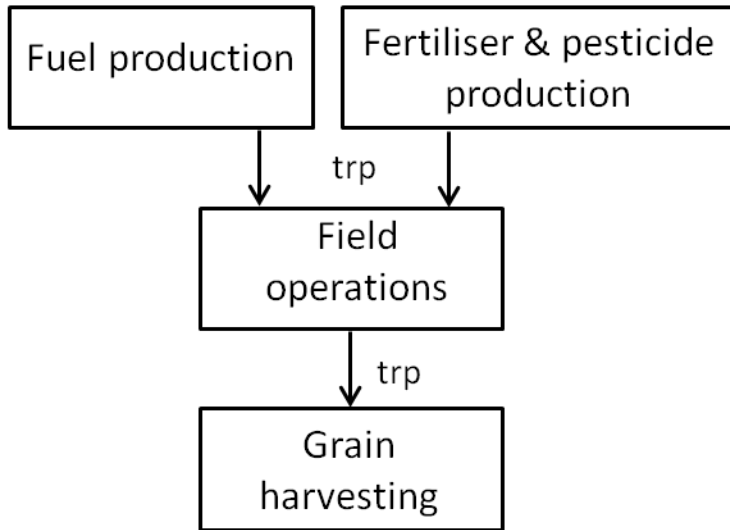 Fuel production
Fertiliser & pesticide
production
trp
Field
operations
trp
Grain
harvesting